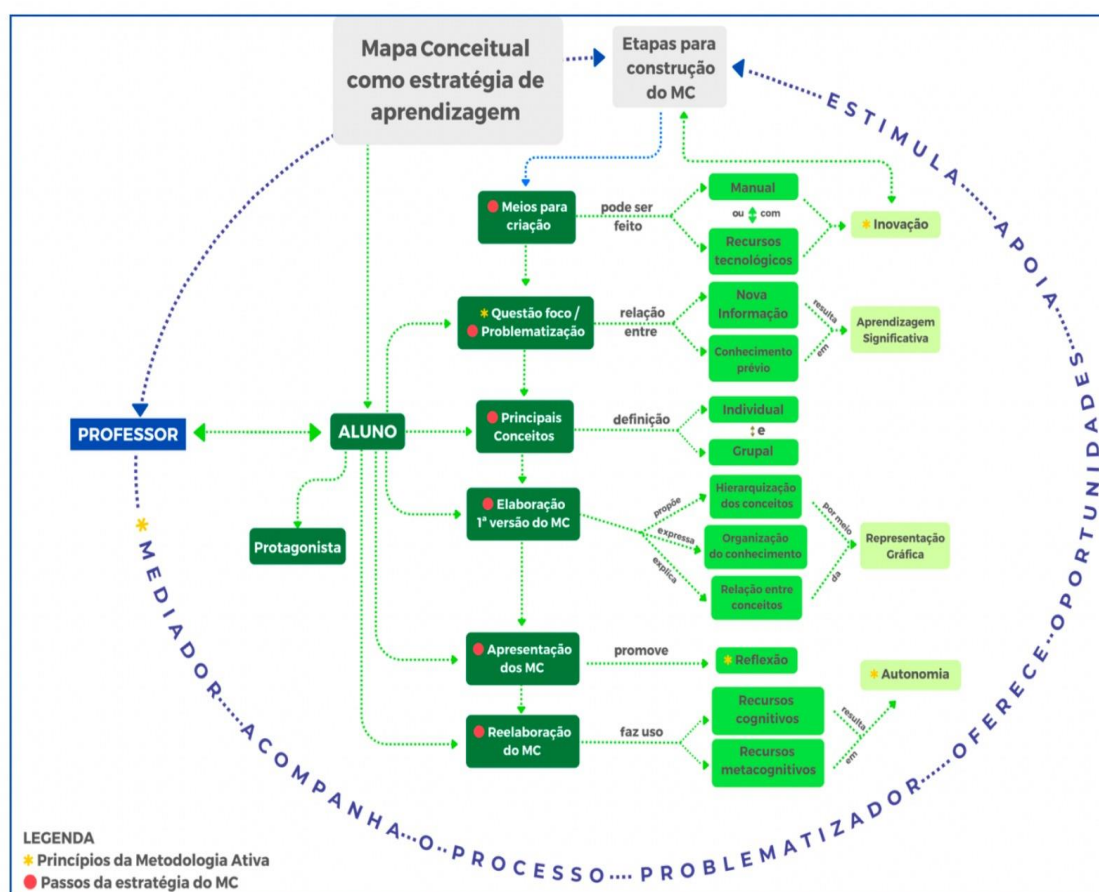 Mapa Conceitual
como estratégia de
aprendizagem
Etapas para
construção
do MC
Meios para
criação
pode ser
feito
Manual
ou com
Recursos
tecnológicos
Inovação
Questão foco /
Problematização
relação
entre
Nova
Informação
Conhecimento
prévio
resulta
em
Aprendizagem
Significativa
PROFESSOR
ALUNO
Protagonista
Principais
Conceitos
definição
Individual
e
Grupal
Elaboração
1ª versão do MC
propõe
expressa
explica
Hierarquização
dos conceitos
Organização
do conhecimento
Relação entre
conceitos
por meio
da
Representação
Gráfica
Apresentação
dos MC
promove
Reflexão
Reelaboração
do MC
faz uso
Recursos
cognitivos
Recursos
metacognitivos
resulta
em
Autonomia
MEDIADOR....ACOMPANHA O PROCESSO....PROBLEMATIZADOR....OFERECE OPORTUNIDADES
ESTIMULA....APOIA
LEGENDA
Princípios da Metodologia Ativa
Passos da estratégia do MC